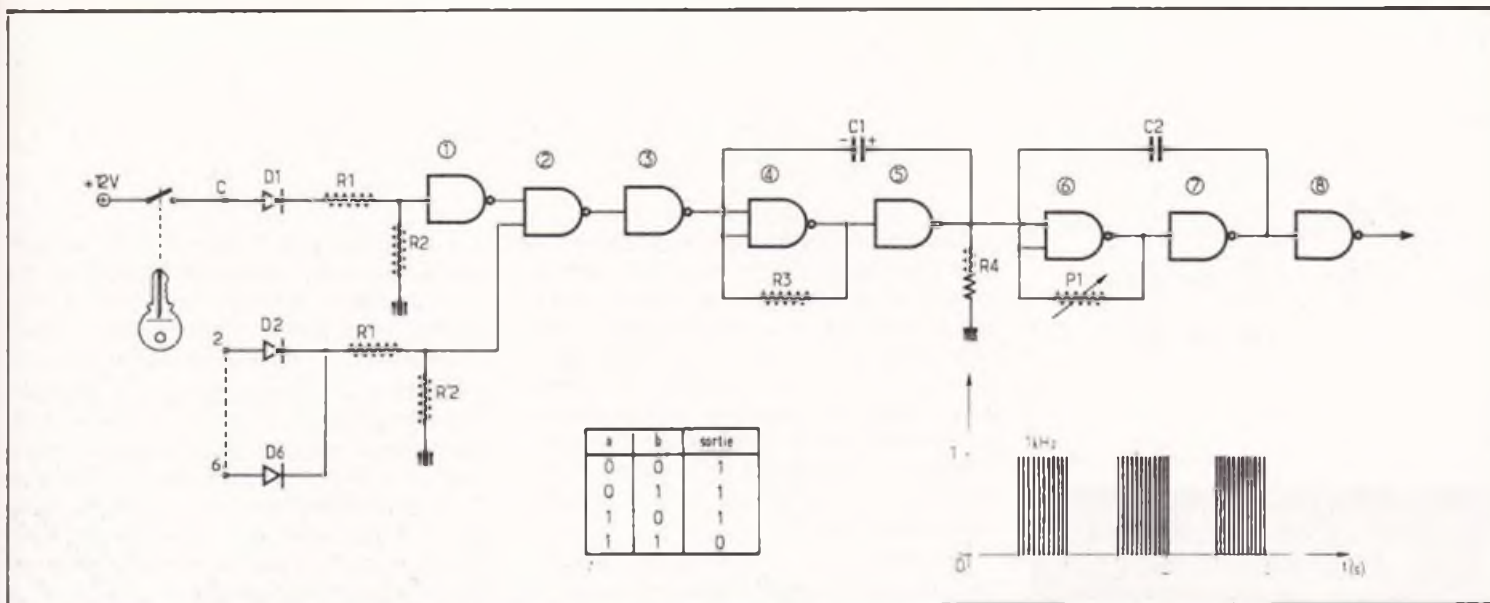 ① ② ③ ④ ⑤ ⑥ ⑦ ⑧
C1 - +
C2
+12V
C
D1
R1
R2
R3
R4
P1
2
D2
R'1
R'2
6
D6
a b sortie
0 0 1
0 1 1
1 0 1
1 1 0
1
1kHz
0
t(s)